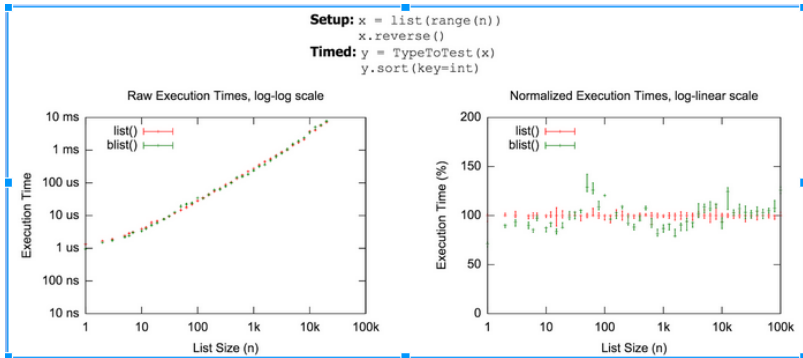 Setup: x = list(range(n))
x.reverse()
Timed: y = TypeToTest(x)
y.sort(key=int)
Raw Execution Times, log-log scale
10 ms
1 ms
100 us
10 us
1 us
100 ns
10 ns
Execution Time
list()
blist()
1 10 100 1k 10k 100k
List Size (n)
Normalized Execution Times, log-linear scale
200
150
100
50
0
Execution Time (%)
list()
blist()
1 10 100 1k 10k 100k
List Size (n)